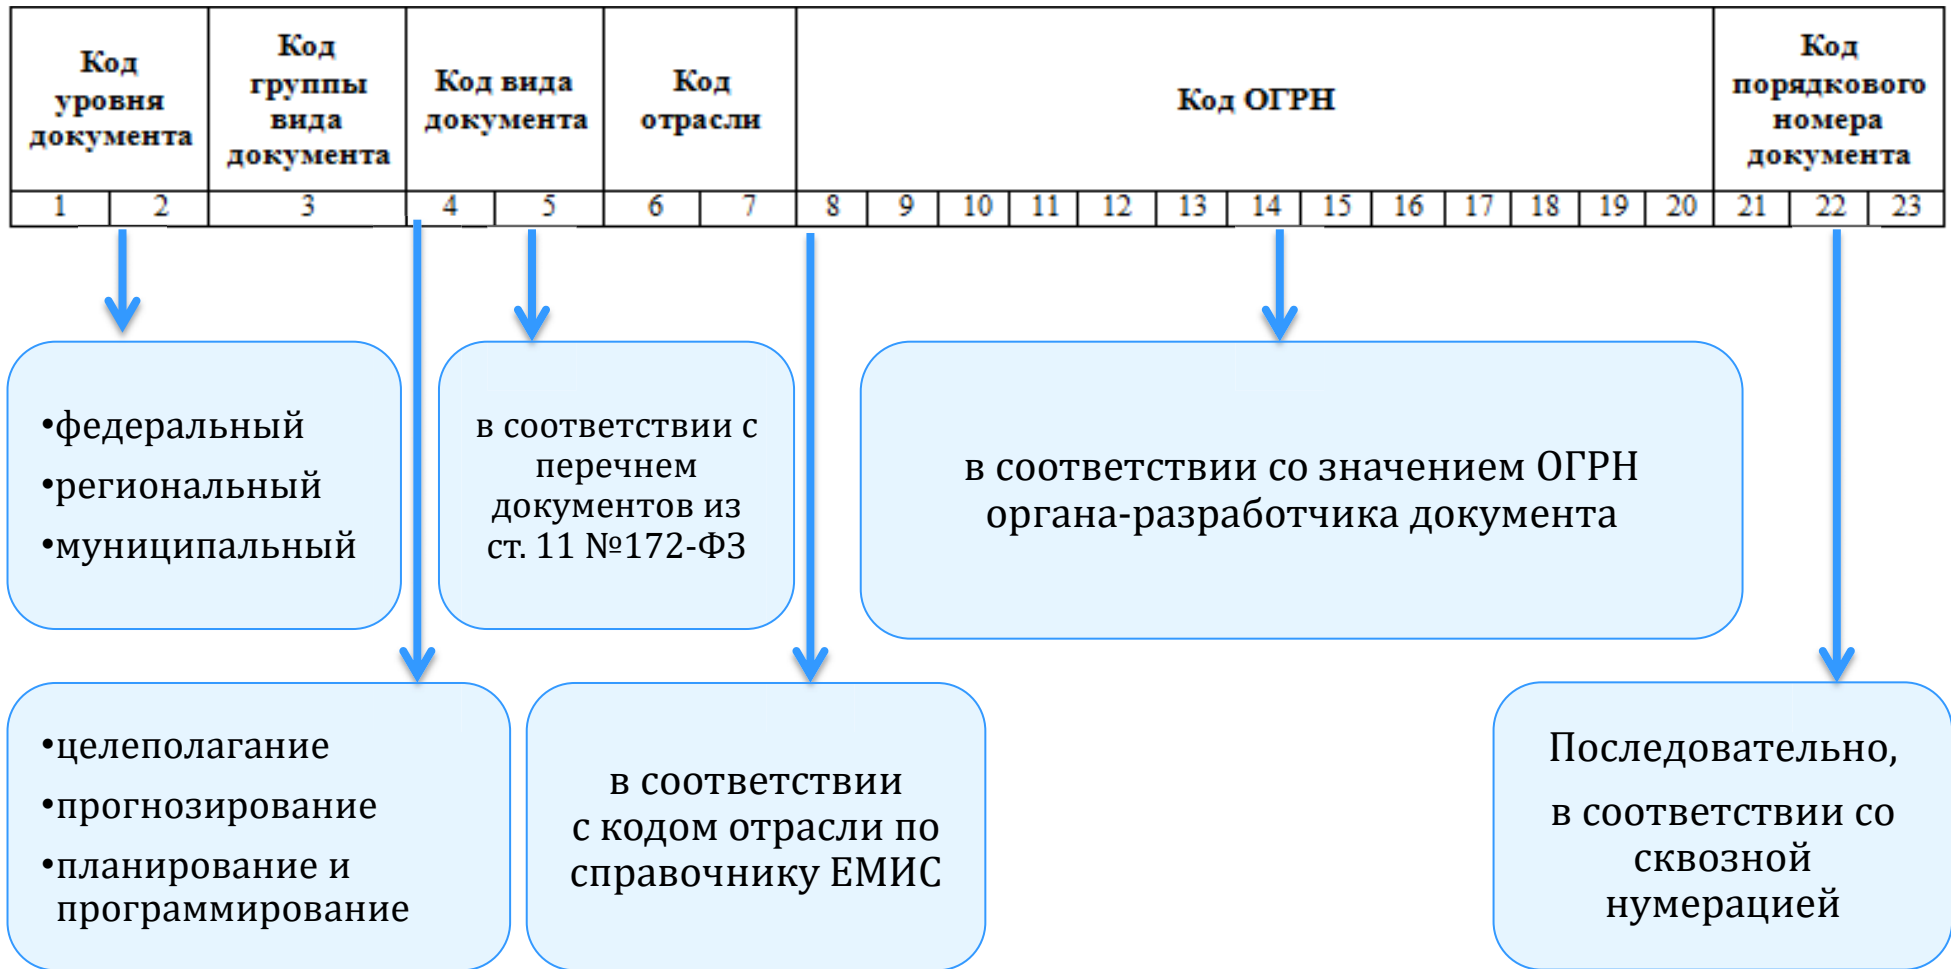 Код
уровня
документа
Код
группы
вида
документа
Код вида
документа
Код
отрасли
Код ОГРН
Код
порядкового
номера
документа
1 2 3 4 5 6 7 8 9 10 11 12 13 14 15 16 17 18 19 20 21 22 23
•федеральный
•региональный
•муниципальный
в соответствии с
перечнем
документов из
ст. 11 №172-ФЗ
в соответствии со значением ОГРН
органа-разработчика документа
•целеполагание
•прогнозирование
•планирование и
программирование
в соответствии
с кодом отрасли по
справочнику ЕМИС
Последовательно,
в соответствии со
сквозной
нумерацией